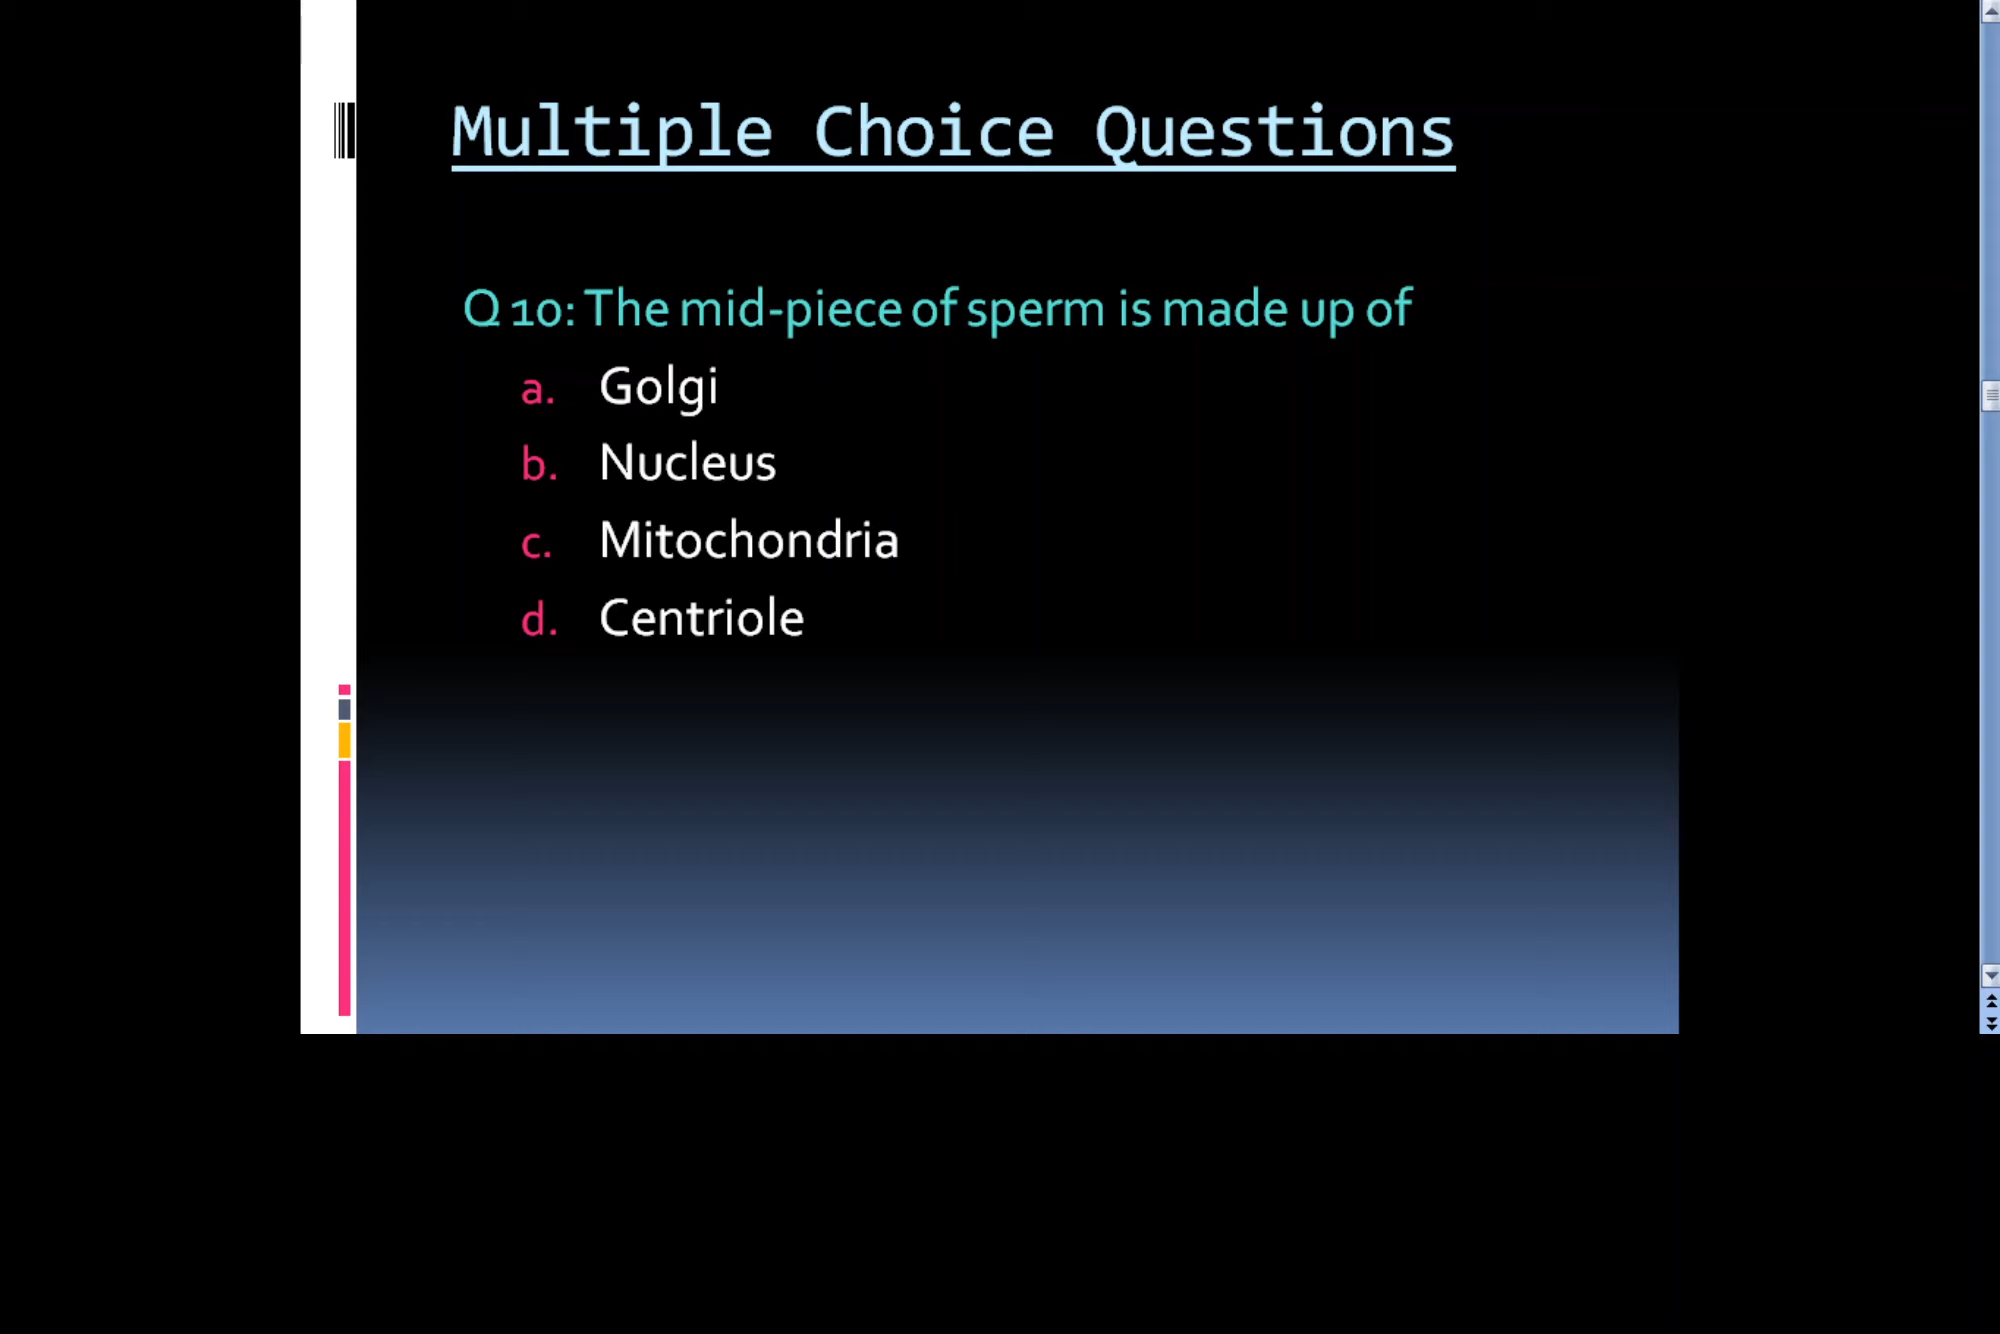 Multiple Choice Questions
Q 10: The mid-piece of sperm is made up of
a. Golgi
b. Nucleus
c. Mitochondria
d. Centriole